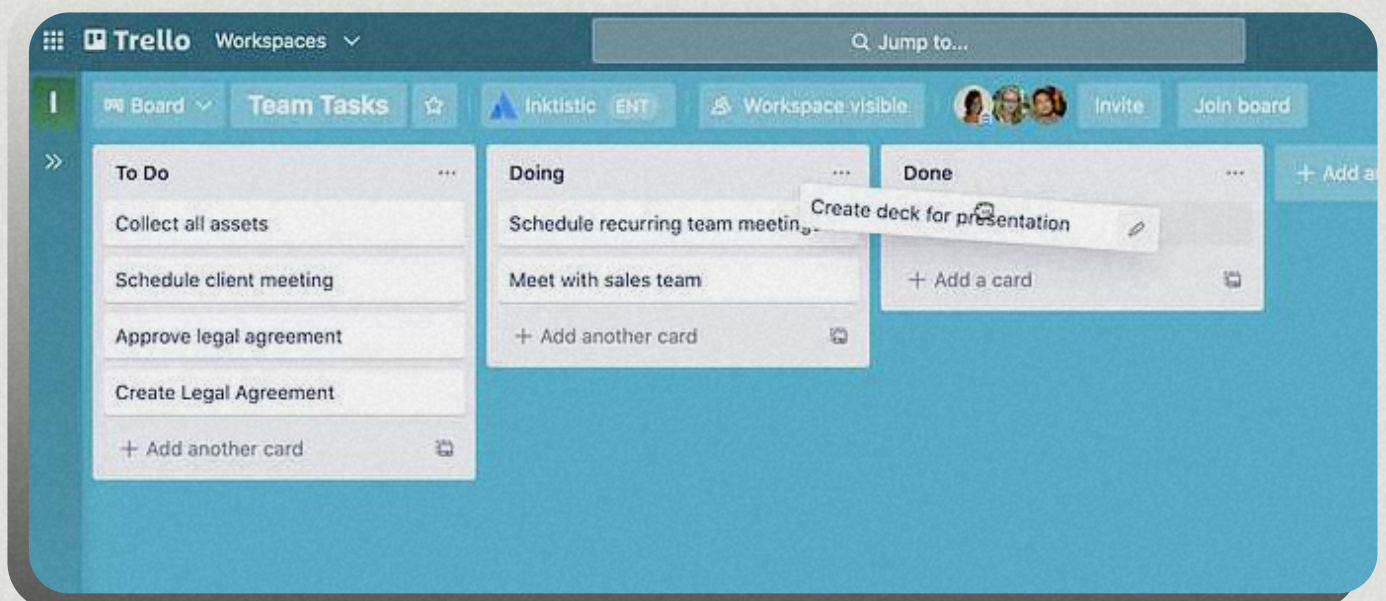 Trello Workspaces
Jump to...
I
Board Team Tasks Inktistic ENT Workspace visible Invite Join board
To Do
Collect all assets
Schedule client meeting
Approve legal agreement
Create Legal Agreement
+ Add another card
Doing
Schedule recurring team meeting
Meet with sales team
+ Add another card
Done
Create deck for presentation
+ Add a card
+ Add a